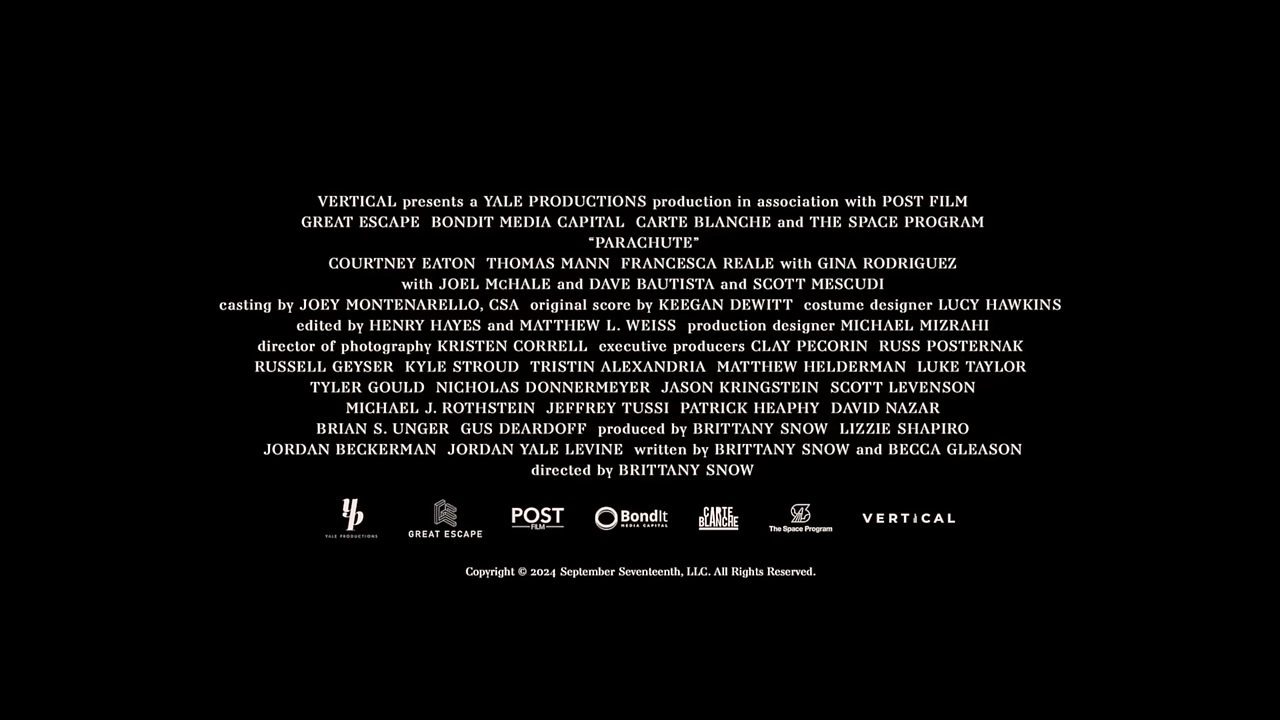 VERTICAL presents a YALE PRODUCTIONS production in association with POST FILM
GREAT ESCAPE BONDIT MEDIA CAPITAL CARTE BLANCHE and THE SPACE PROGRAM
“PARACHUTE”
COURTNEY EATON THOMAS MANN FRANCESCA REALE with GINA RODRIGUEZ
with JOEL McHALE and DAVE BAUTISTA and SCOTT MESCUDI
casting by JOEY MONTENARELLO, CSA original score by KEEGAN DEWITT costume designer LUCY HAWKINS
edited by HENRY HAYES and MATTHEW L. WEISS production designer MICHAEL MIZRAHI
director of photography KRISTEN CORRELL executive producers CLAY PECORIN RUSS POSTERNAK
RUSSELL GEYSER KYLE STROUD TRISTIN ALEXANDRIA MATTHEW HELDERMAN LUKE TAYLOR
TYLER GOULD NICHOLAS DONNERMEYER JASON KRINGSTEIN SCOTT LEVENSON
MICHAEL J. ROTHSTEIN JEFFREY TUSSI PATRICK HEAPHY DAVID NAZAR
BRIAN S. UNGER GUS DEARDOFF produced by BRITTANY SNOW LIZZIE SHAPIRO
JORDAN BECKERMAN JORDAN YALE LEVINE written by BRITTANY SNOW and BECCA GLEASON
directed by BRITTANY SNOW
yp
YALE PRODUCTIONS
GREAT ESCAPE
POST
FILM
BondIt
MEDIA CAPITAL
CARTE
BLANCHE
The Space Program
VERTICAL
Copyright © 2024 September Seventeenth, LLC. All Rights Reserved.